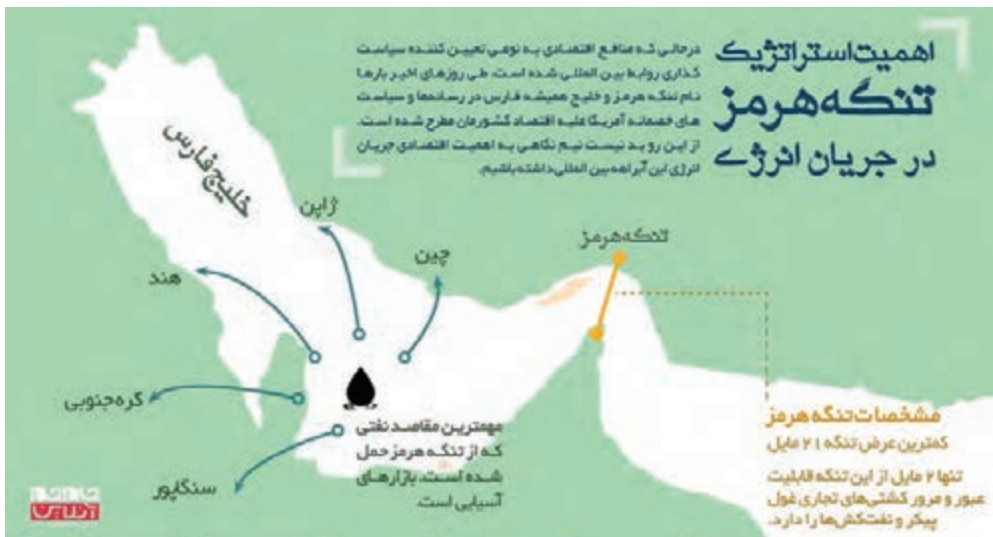 اهمیت استراتژیک
تنگه هرمز
در جریان انرژی
درحالی که منافع اقتصادی به نوعی تعیین کننده سیاست
گذاری روابط بین المللی شده است، طی روزهای اخیر بارها
نام تنگه هرمز و خلیج همیشه فارس در رسانه‌ها و سیاست
های خصمانه آمریکا علیه اقتصاد کشورمان مطرح شده است.
از این رو بد نیست نیم نگاهی به اهمیت اقتصادی جریان
انرژی این آبراهه بین المللی داشته باشیم.
خلیج فارس
ژاپن
چین
هند
کره جنوبی
سنگاپور
تنگه هرمز
مهمترین مقاصد نفتی
که از تنگه هرمز حمل
شده است، بازارهای
آسیایی است.
مشخصات تنگه هرمز
کمترین عرض تنگه ۲۱ مایل
تنها ۲ مایل از این تنگه قابلیت
عبور و مرور کشتی‌های تجاری غول
پیکر و نفت‌کش‌ها را دارد.
جام‌جم
آنلاین